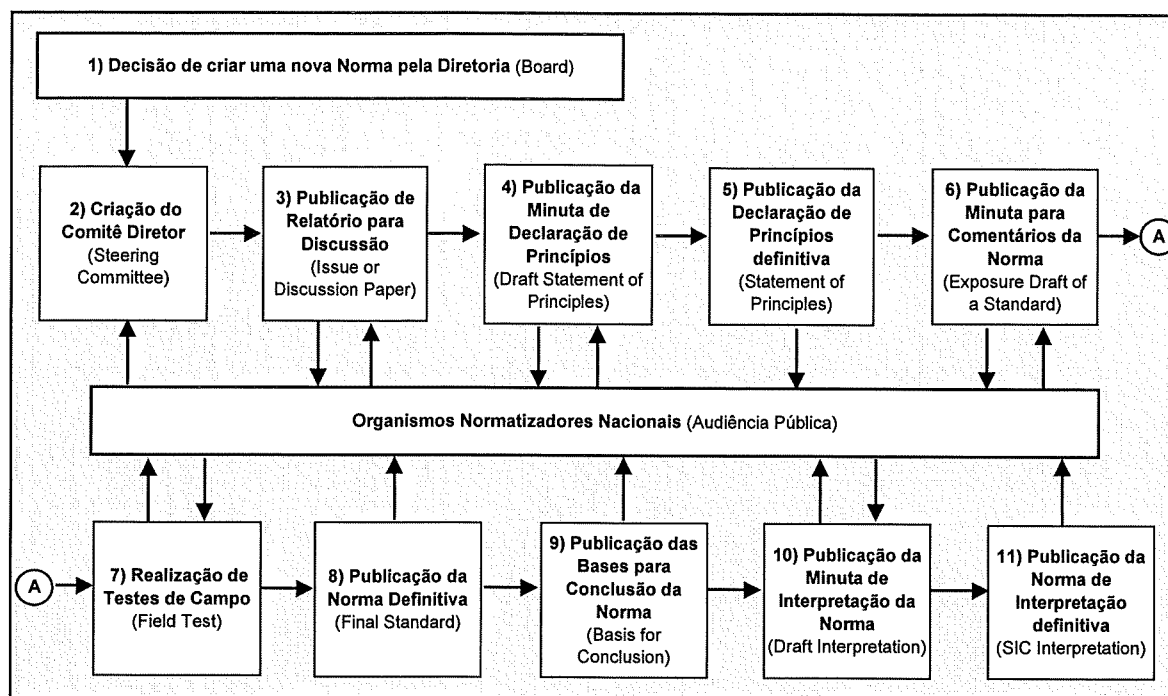 1) Decisão de criar uma nova Norma pela Diretoria (Board)
2) Criação do
Comitê Diretor
(Steering
Committee)
3) Publicação de
Relatório para
Discussão
(Issue or
Discussion Paper)
4) Publicação da
Minuta de
Declaração de
Princípios
(Draft Statement of
Principles)
5) Publicação da
Declaração de
Princípios
definitiva
(Statement of
Principles)
6) Publicação da
Minuta para
Comentários da
Norma
(Exposure Draft of
a Standard)
A
Organismos Normatizadores Nacionais (Audiência Pública)
A
7) Realização de
Testes de Campo
(Field Test)
8) Publicação da
Norma Definitiva
(Final Standard)
9) Publicação das
Bases para
Conclusão da
Norma
(Basis for
Conclusion)
10) Publicação da
Minuta de
Interpretação da
Norma
(Draft Interpretation)
11) Publicação da
Norma de
Interpretação
definitiva
(SIC Interpretation)